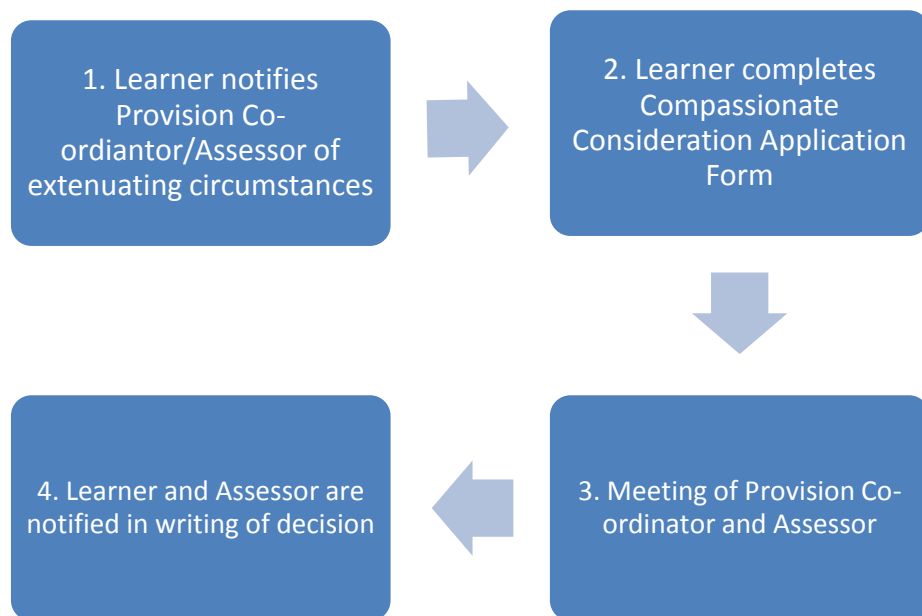 1. Learner notifies
Provision Co-
ordiantor/Assessor of
extenuating circumstances
2. Learner completes
Compassionate
Consideration Application
Form
3. Meeting of Provision Co-
ordinator and Assessor
4. Learner and Assessor are
notified in writing of decision